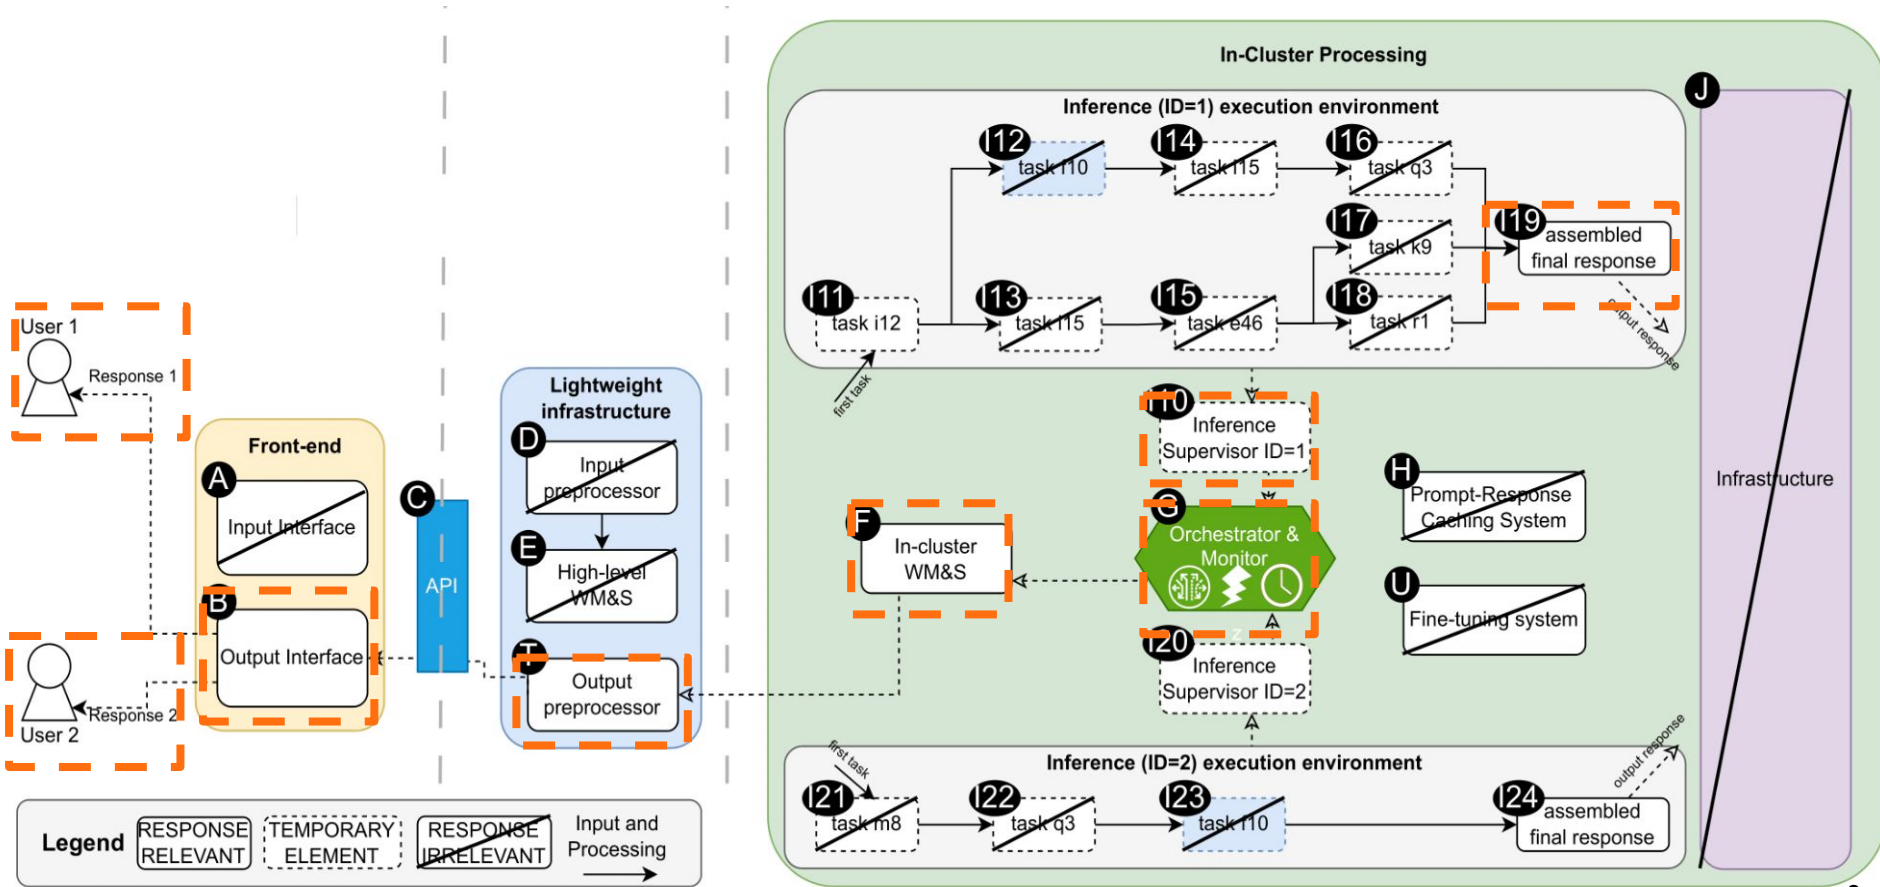 In-Cluster Processing
J
Inference (ID=1) execution environment
I12
task f10
I14
task l15
I16
task q3
I17
task k9
I19
assembled
final response
I11
task i12
I13
task l15
I15
task e46
I18
task r1
first task
output response
User 1
Response 1
Front-end
A
Input Interface
B
Output Interface
User 2
Response 2
C
API
Lightweight
infrastructure
D
Input
preprocessor
E
High-level
WM&S
T
Output
preprocessor
F
In-cluster
WM&S
I10
Inference
Supervisor ID=1
G
Orchestrator &
Monitor
z
I20
Inference
Supervisor ID=2
H
Prompt-Response
Caching System
U
Fine-tuning system
Infrastructure
Inference (ID=2) execution environment
first task
output response
I21
task m8
I22
task q3
I23
task f10
I24
assembled
final response
Legend
RESPONSE
RELEVANT
TEMPORARY
ELEMENT
RESPONSE
IRRELEVANT
Input and
Processing